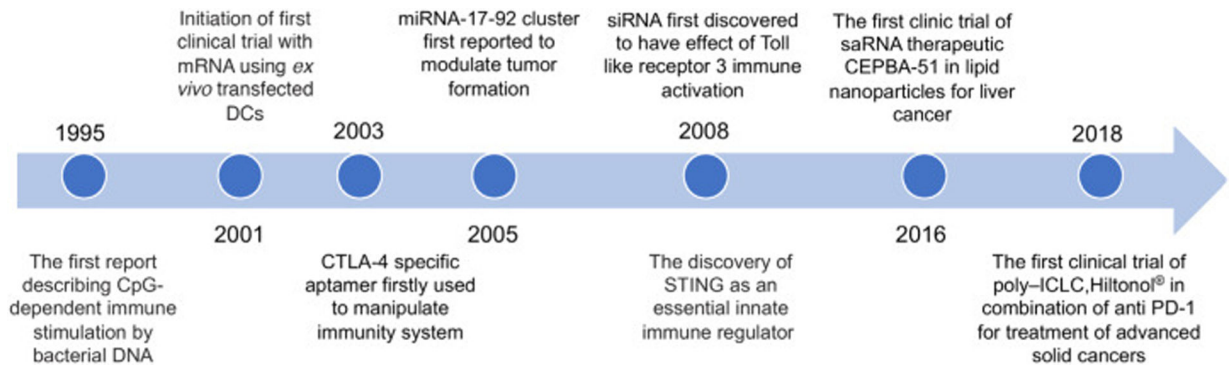 Initiation of first
clinical trial with
mRNA using ex
vivo transfected
DCs
miRNA-17-92 cluster
first reported to
modulate tumor
formation
siRNA first discovered
to have effect of Toll
like receptor 3 immune
activation
The first clinic trial of
saRNA therapeutic
CEPBA-51 in lipid
nanoparticles for liver
cancer
1995
2003
2008
2018
2001
2005
2016
The first report
describing CpG-
dependent immune
stimulation by
bacterial DNA
CTLA-4 specific
aptamer firstly used
to manipulate
immunity system
The discovery of
STING as an
essential innate
immune regulator
The first clinical trial of
poly–ICLC,Hiltonol® in
combination of anti PD-1
for treatment of advanced
solid cancers